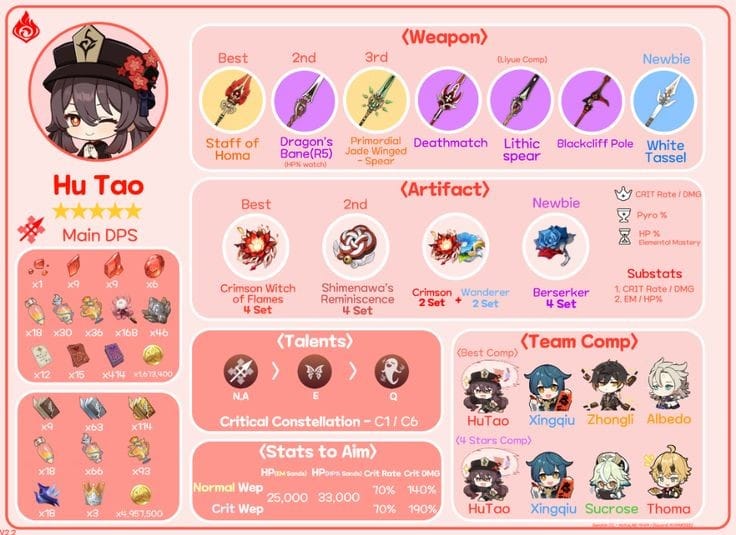 Hu Tao
Main DPS
x1 x9 x9 x6
x18 x30 x36 x168 x46
x12 x15 x414 x1,673,400
x9 x63 x114
x18 x66 x93
x18 x3 x4,957,500
V2.2
〈Weapon〉
Best 2nd 3rd (Liyue Comp) Newbie
Staff of Homa
Dragon's Bane(R5)
(HP% watch)
Primordial Jade Winged - Spear
Deathmatch
Lithic spear
Blackcliff Pole
White Tassel
〈Artifact〉
Best 2nd Newbie
Crimson Witch of Flames
4 Set
Shimenawa's Reminiscence
4 Set
Crimson 2 Set + Wanderer 2 Set
Berserker
4 Set
CRIT Rate / DMG
Pyro %
HP %
Elemental Mastery
Substats
1. CRIT Rate / DMG
2. EM / HP%
〈Talents〉
N.A 〉 E 〉 Q
Critical Constellation - C1 / C6
〈Stats to Aim〉
HP(EM Sands) HP(HP% Sands) Crit Rate Crit DMG
Normal Wep 70% 140%
25,000 33,000
Crit Wep 70% 190%
〈Team Comp〉
〈Best Comp〉
HuTao Xingqiu Zhongli Albedo
〈4 Stars Comp〉
HuTao Xingqiu Sucrose Thoma